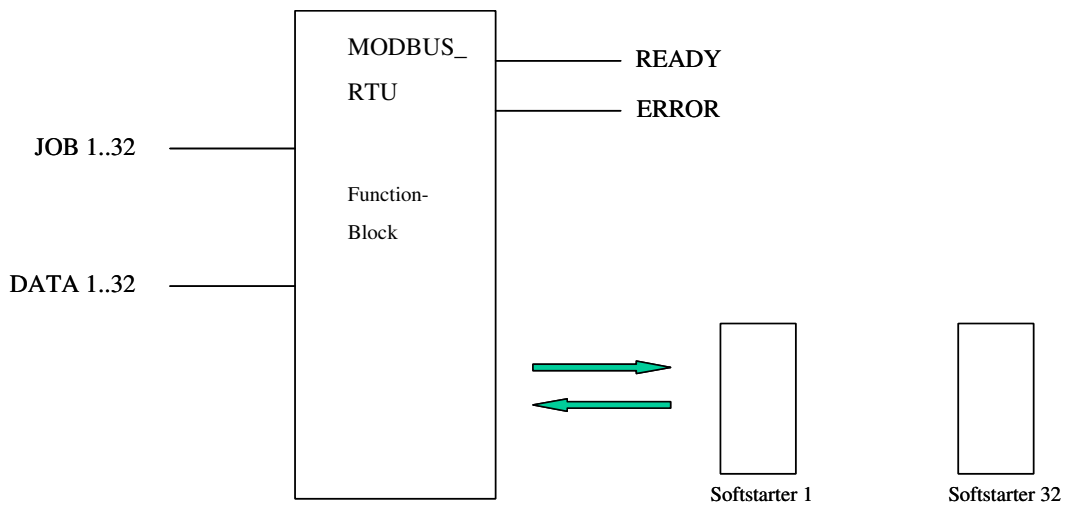 MODBUS_
RTU
READY
ERROR
JOB 1..32
Function-
Block
DATA 1..32
Softstarter 1
Softstarter 32